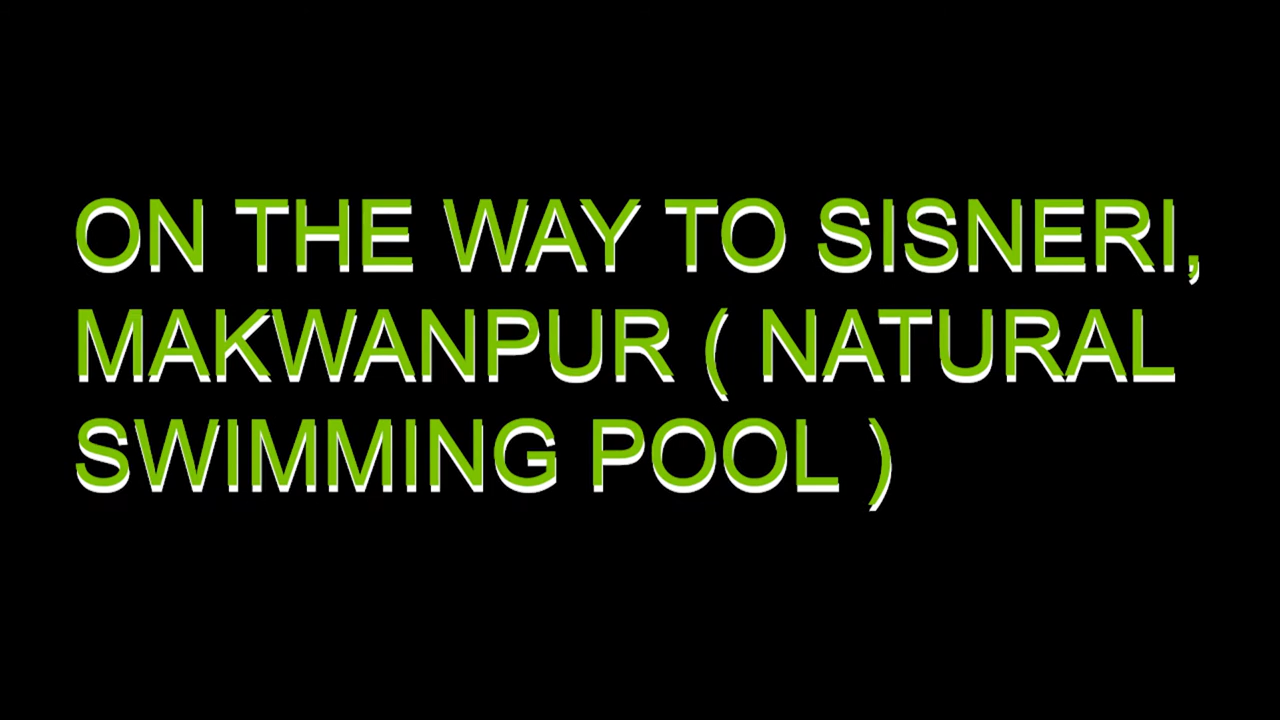 ON THE WAY TO SISNERI,
MAKWANPUR ( NATURAL
SWIMMING POOL )